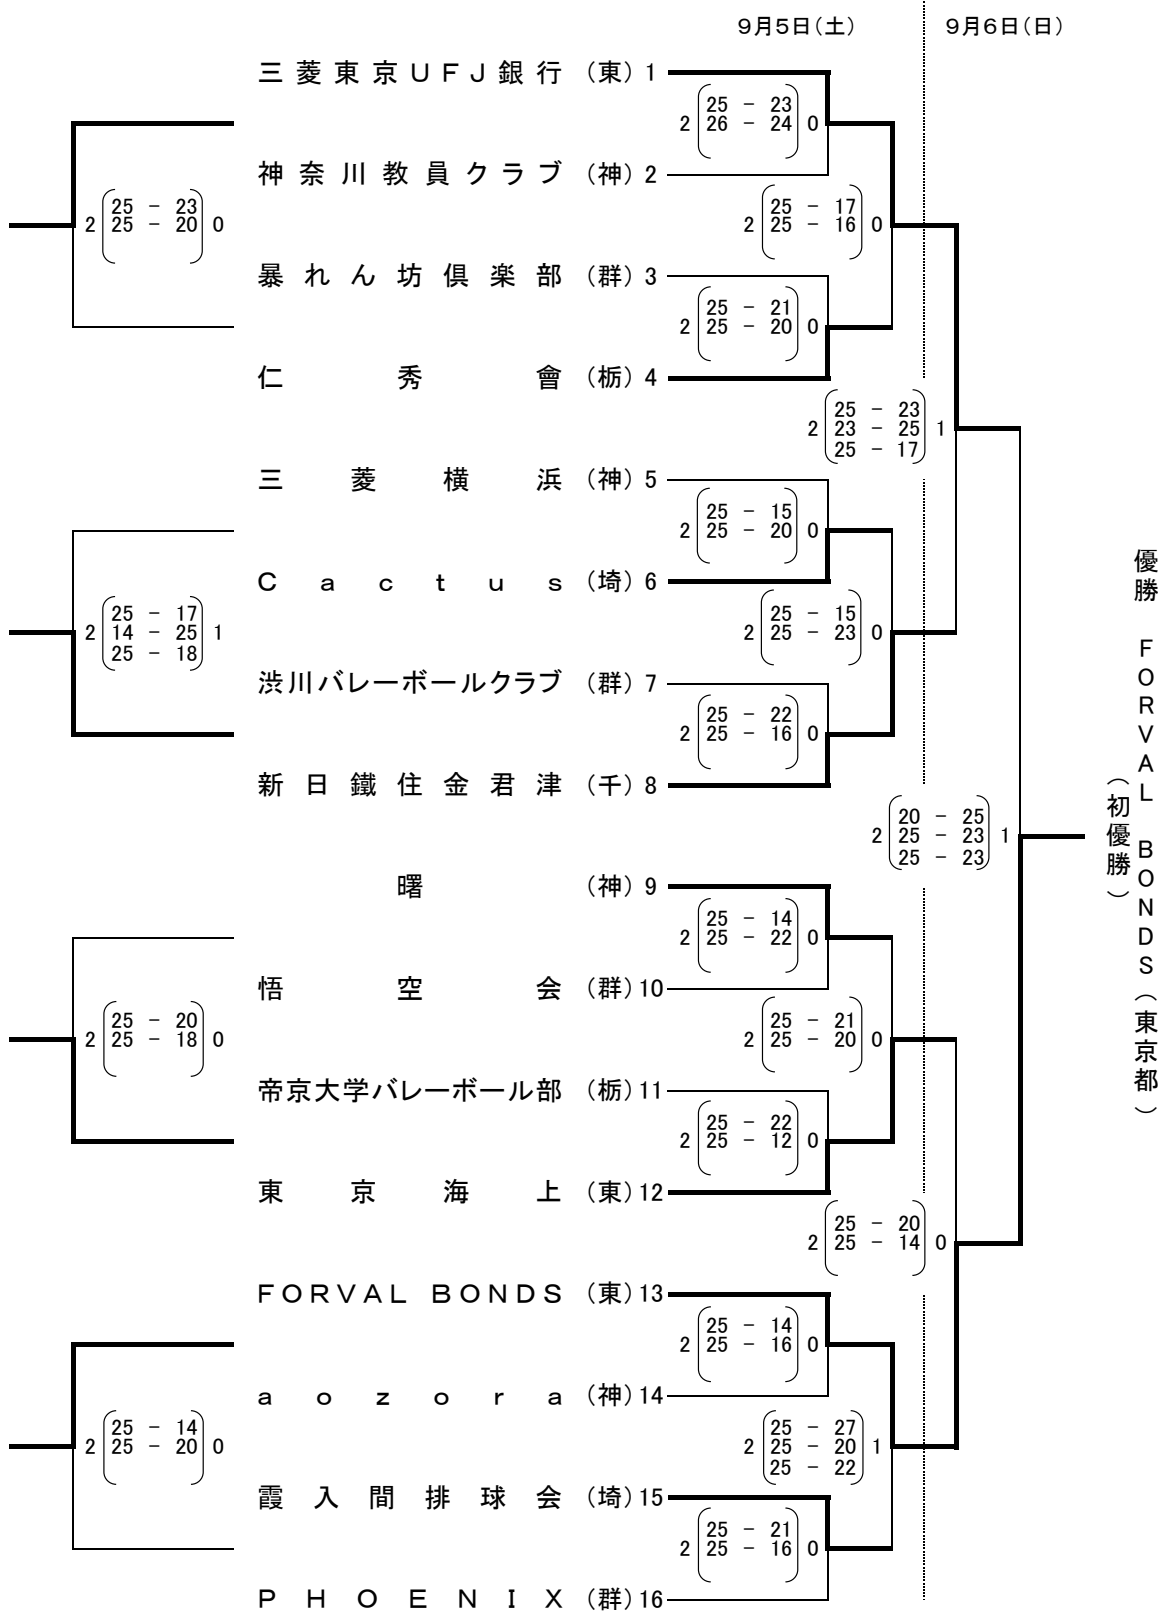 9月5日(土) 9月6日(日)
三菱東京UFJ銀行 (東) 1
25 - 23
2 26 - 24 0
神奈川教員クラブ (神) 2
25 - 23
2 25 - 20 0
25 - 17
2 25 - 16 0
暴れん坊倶楽部 (群) 3
25 - 21
2 25 - 20 0
仁秀會 (栃) 4
25 - 23
2 23 - 25 1
25 - 17
三菱横浜 (神) 5
25 - 15
2 25 - 20 0
Cactus (埼) 6
25 - 17
2 14 - 25 1
25 - 18
25 - 15
2 25 - 23 0
渋川バレーボールクラブ (群) 7
25 - 22
2 25 - 16 0
新日鐵住金君津 (千) 8
20 - 25
2 25 - 23 1
25 - 23
曙 (神) 9
25 - 14
2 25 - 22 0
悟空会 (群) 10
25 - 20
2 25 - 18 0
25 - 21
2 25 - 20 0
帝京大学バレーボール部 (栃) 11
25 - 22
2 25 - 12 0
東京海上 (東) 12
25 - 20
2 25 - 14 0
FORVAL BONDS (東) 13
25 - 14
2 25 - 16 0
aozora (神) 14
25 - 14
2 25 - 20 0
25 - 27
2 25 - 20 1
25 - 22
霞入間排球会 (埼) 15
25 - 21
2 25 - 16 0
PHOENIX (群) 16
優勝 FORVAL BONDS(東京都)
(初優勝)